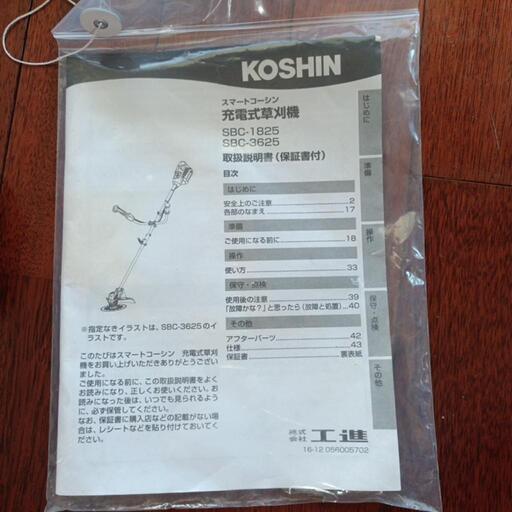 KOSHIN
スマートコーシン
充電式草刈機
SBC-1825
SBC-3625
取扱説明書(保証書付)
目次
はじめに
安全上のご注意 2
各部のなまえ 17
準備
ご使用になる前に 18
操作
使い方 33
保守・点検
使用後の注意 39
「故障かな?」と思ったら(故障と処置) 40
その他
アフターパーツ 42
仕様 43
保証書 裏表紙
はじめに
準備
操作
保守・点検
その他
※指定なきイラストは、SBC-3625のイ
ラストです。
このたびはスマートコーシン 充電式草刈
機をお買い上げいただきありがとうござい
ました。
ご使用になる前に、この取扱説明書をよく
お読みになり、正しくお使いください。お
読みになった後は、いつでも見られるよう
に、必ず保管してください。
なお、保証書に購入店などの記載がない場
合は、レシートなどを貼り付けておいてく
ださい。
株式会社 工進
16-12 056005702